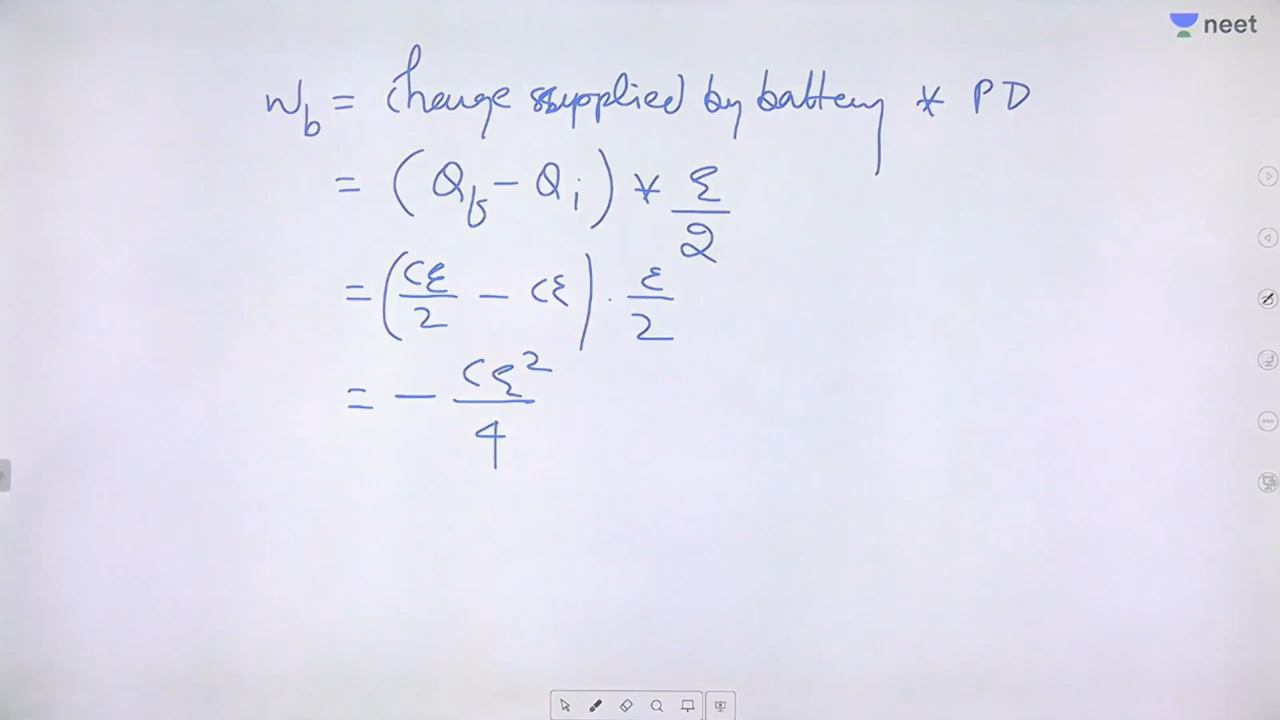 neet
W_b = charge supplied by battery * PD
= (Q_f - Q_i) * ε/2
= (Cε/2 - Cε) · ε/2
= - Cε²/4